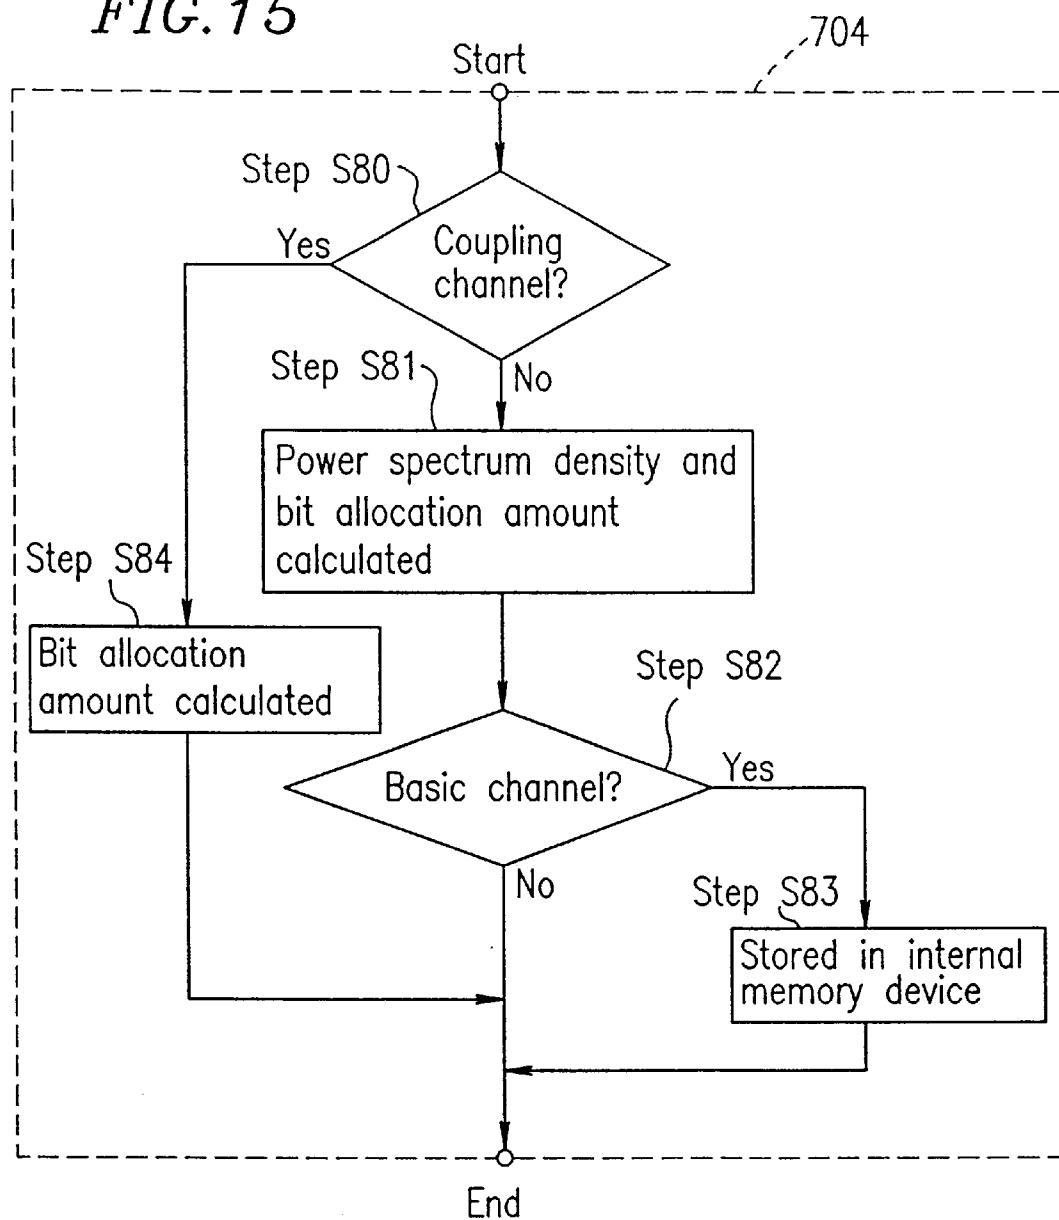 FIG. 15
704
Start
Step S80
Yes
Coupling
channel?
Step S81
No
Power spectrum density and
bit allocation amount
calculated
Step S84
Bit allocation
amount calculated
Step S82
Basic channel?
Yes
No
Step S83
Stored in internal
memory device
End